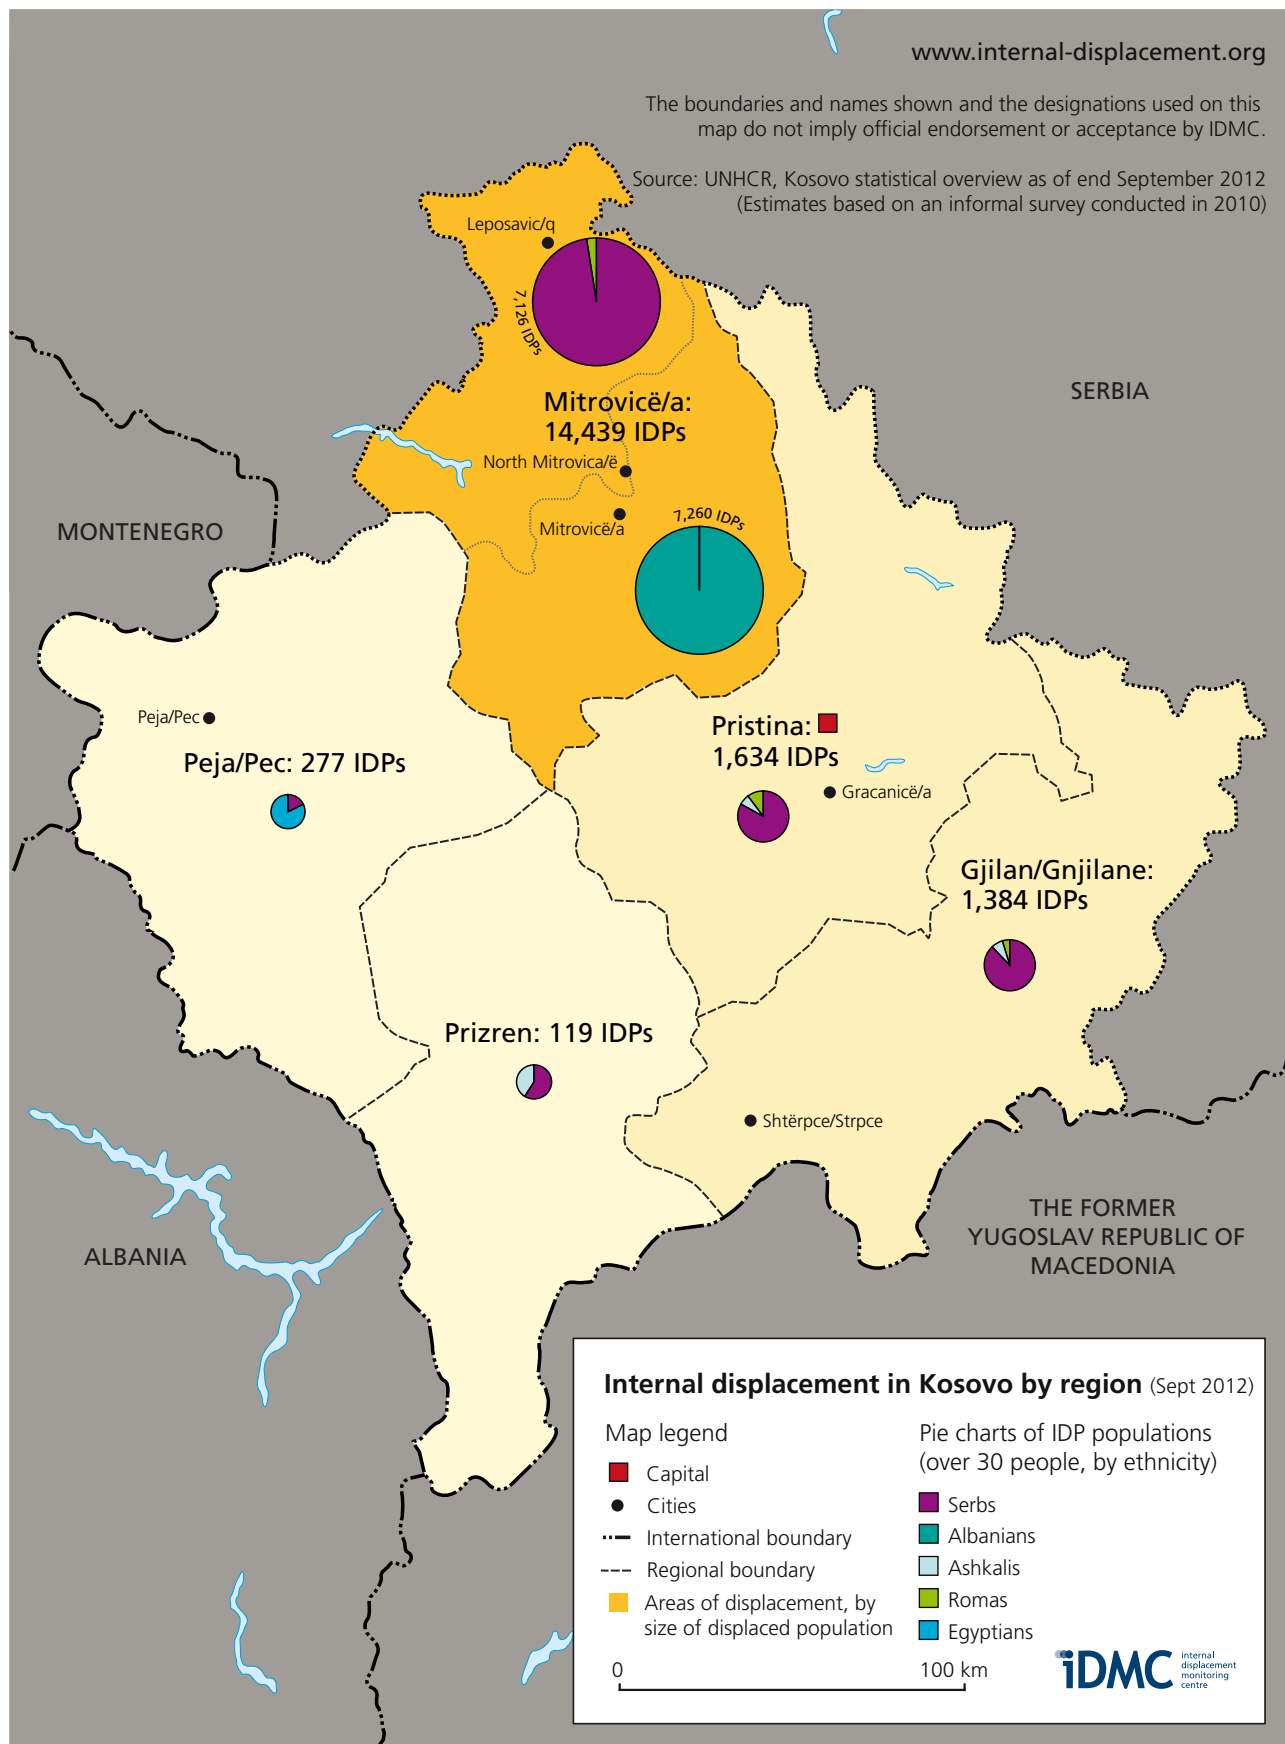 www.internal-displacement.org
The boundaries and names shown and the designations used on this
map do not imply official endorsement or acceptance by IDMC.
Source: UNHCR, Kosovo statistical overview as of end September 2012
(Estimates based on an informal survey conducted in 2010)
Leposavic/q
7,126 IDPs
SERBIA
Mitrovicë/a:
14,439 IDPs
North Mitrovica/ë
Mitrovicë/a
7,260 IDPs
MONTENEGRO
Peja/Pec
Peja/Pec: 277 IDPs
Pristina:
1,634 IDPs
Gracanicë/a
Gjilan/Gnjilane:
1,384 IDPs
Prizren: 119 IDPs
Shtërpce/Strpce
ALBANIA
THE FORMER
YUGOSLAV REPUBLIC OF
MACEDONIA
Internal displacement in Kosovo by region (Sept 2012)
Map legend
Capital
Cities
International boundary
Regional boundary
Areas of displacement, by
size of displaced population
0 100 km
Pie charts of IDP populations
(over 30 people, by ethnicity)
Serbs
Albanians
Ashkalis
Romas
Egyptians
iDMC
internal
displacement
monitoring
centre